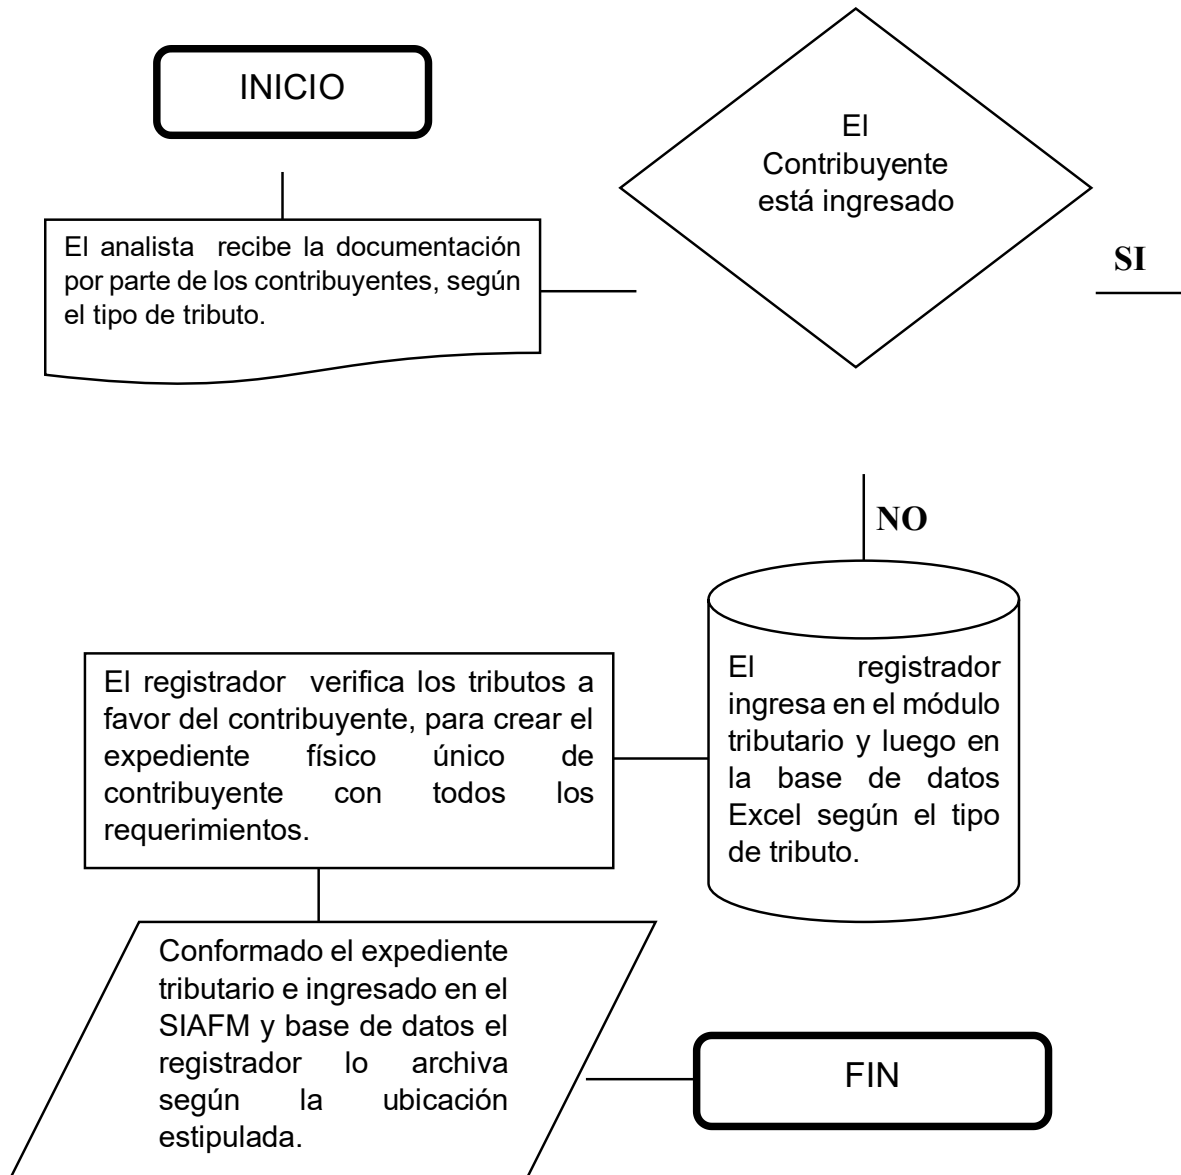 INICIO
El analista recibe la documentación
por parte de los contribuyentes, según
el tipo de tributo.
El
Contribuyente
está ingresado
SI
NO
El registrador
ingresa en el módulo
tributario y luego en
la base de datos
Excel según el tipo
de tributo.
El registrador verifica los tributos a
favor del contribuyente, para crear el
expediente físico único de
contribuyente con todos los
requerimientos.
Conformado el expediente
tributario e ingresado en el
SIAFM y base de datos el
registrador lo archiva
según la ubicación
estipulada.
FIN